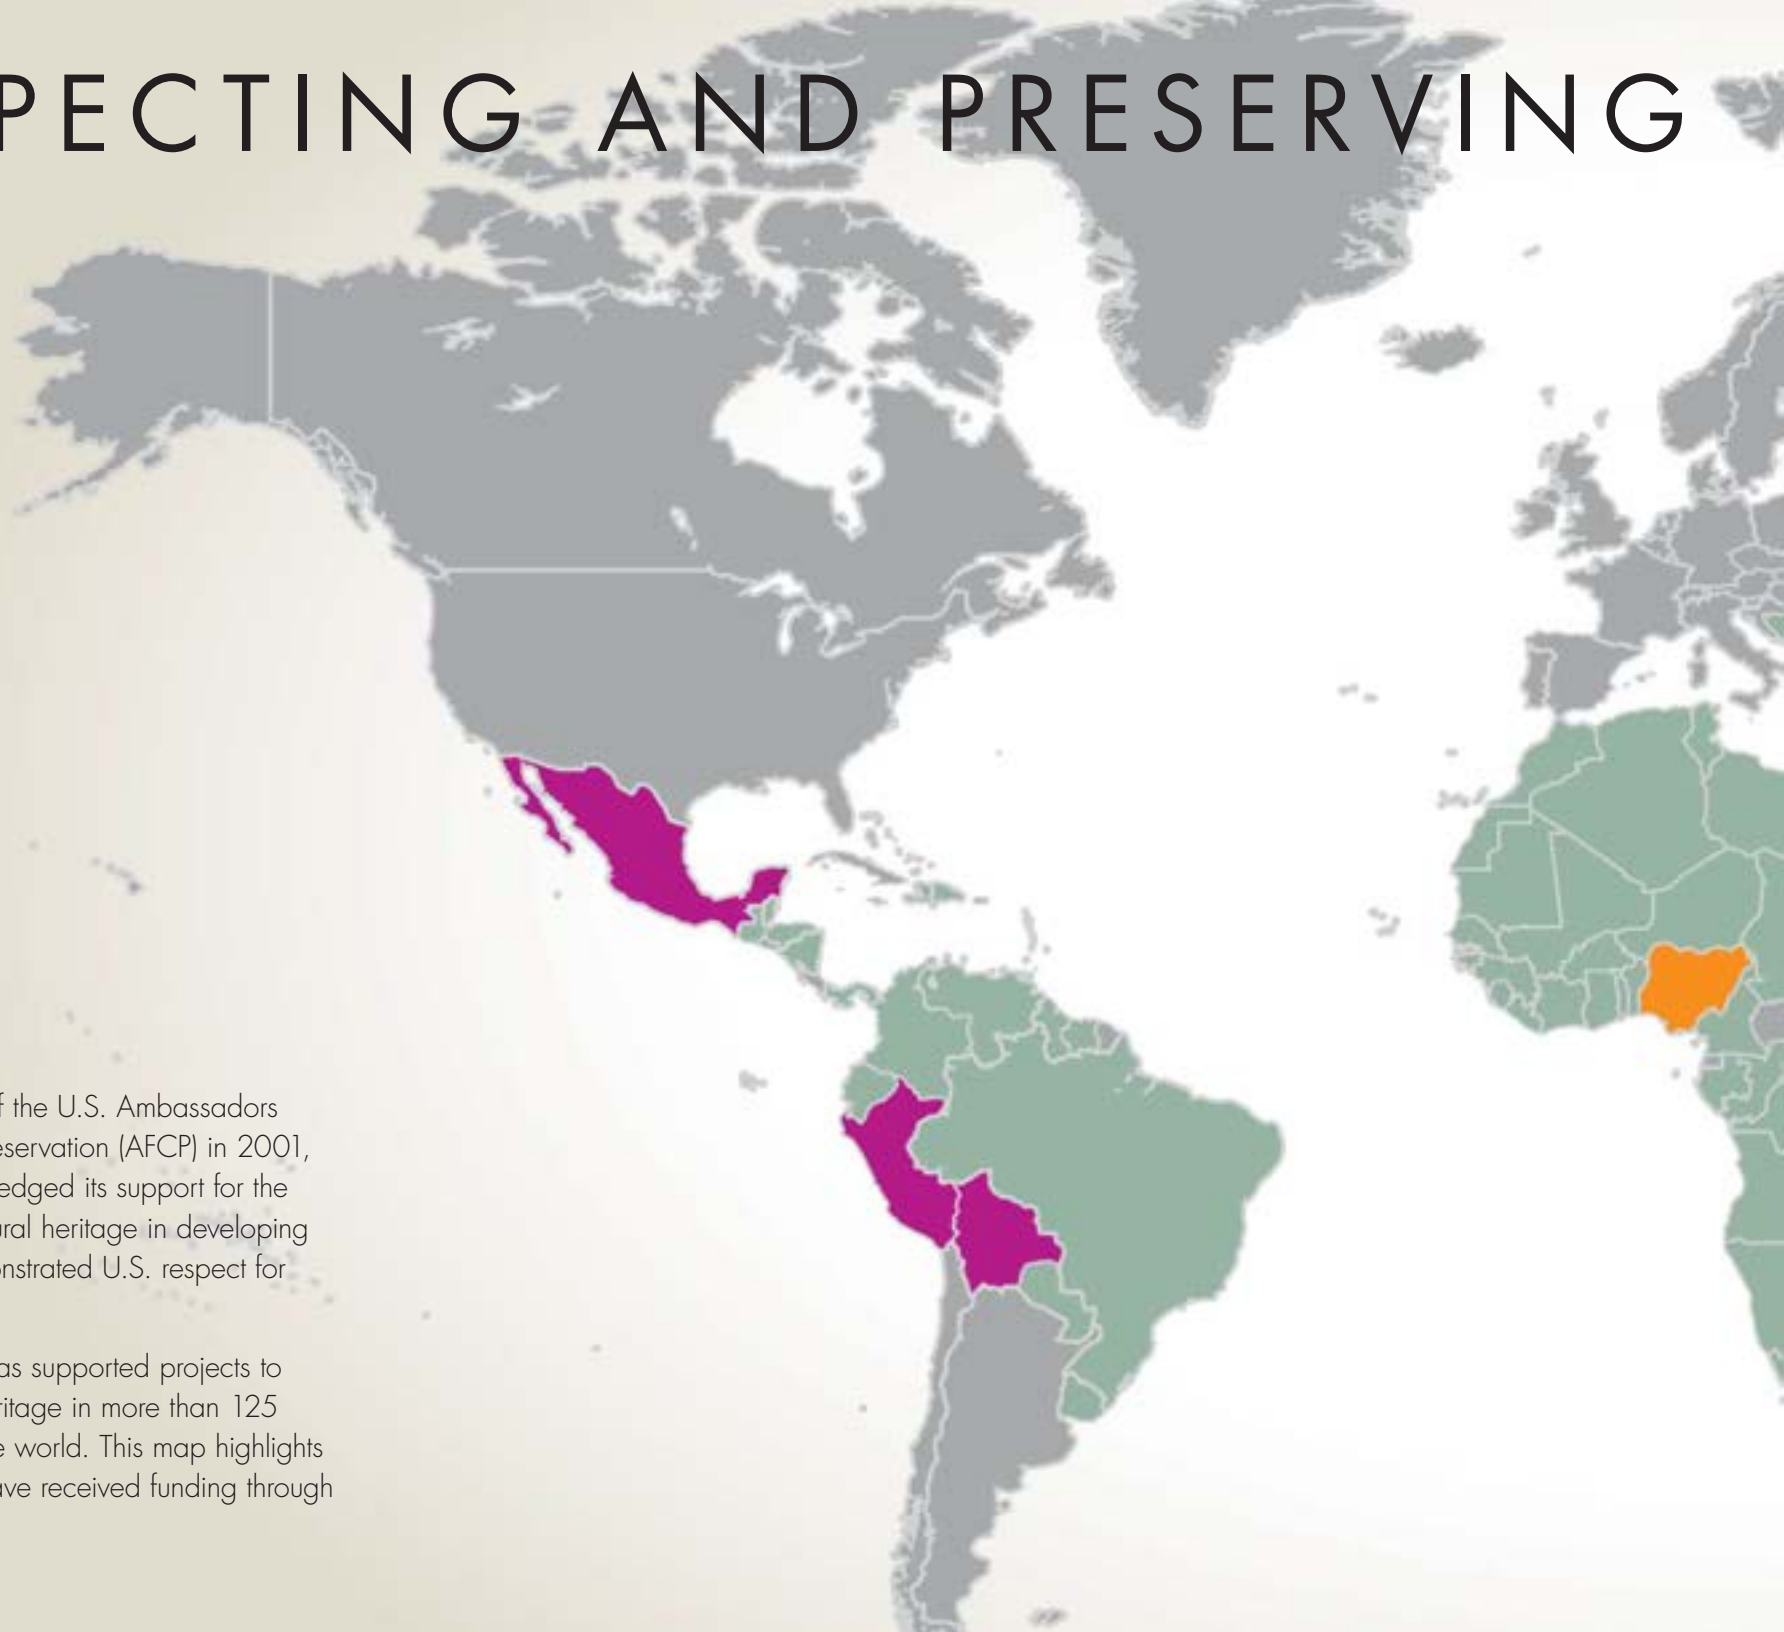 PECTING AND PRESERVING
f the U.S. Ambassadors
eservation (AFCP) in 2001,
edged its support for the
ural heritage in developing
onstrated U.S. respect for
as supported projects to
ritage in more than 125
e world. This map highlights
ave received funding through